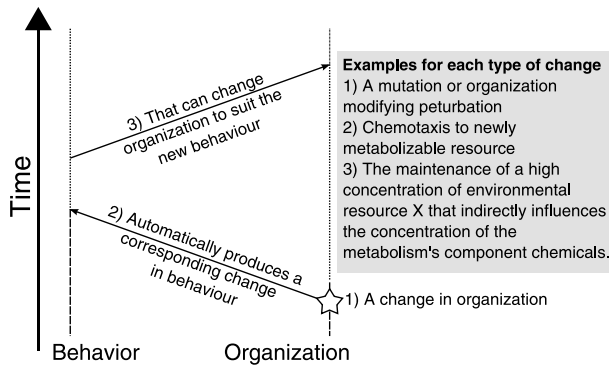 Time
3) That can change
organization to suit the
new behaviour
2) Automatically produces a
corresponding change
in behaviour
1) A change in organization
Behavior
Organization
Examples for each type of change
1) A mutation or organization
modifying peturbation
2) Chemotaxis to newly
metabolizable resource
3) The maintenance of a high
concentration of environmental
resource X that indirectly influences
the concentration of the
metabolism's component chemicals.